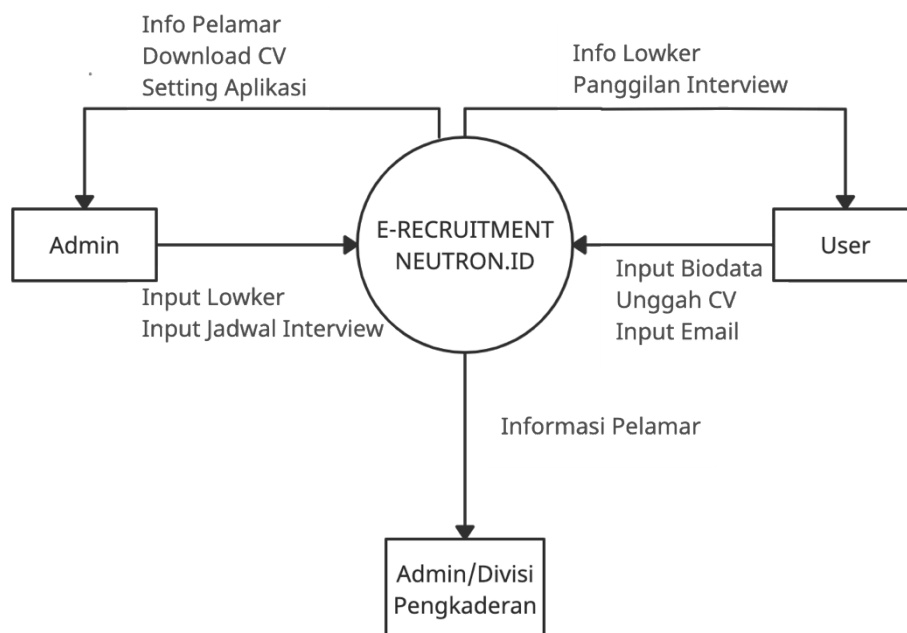 Info Pelamar
Download CV
Setting Aplikasi
Info Lowker
Panggilan Interview
Admin
E-RECRUITMENT
NEUTRON.ID
User
Input Lowker
Input Jadwal Interview
Input Biodata
Unggah CV
Input Email
Informasi Pelamar
Admin/Divisi
Pengkaderan